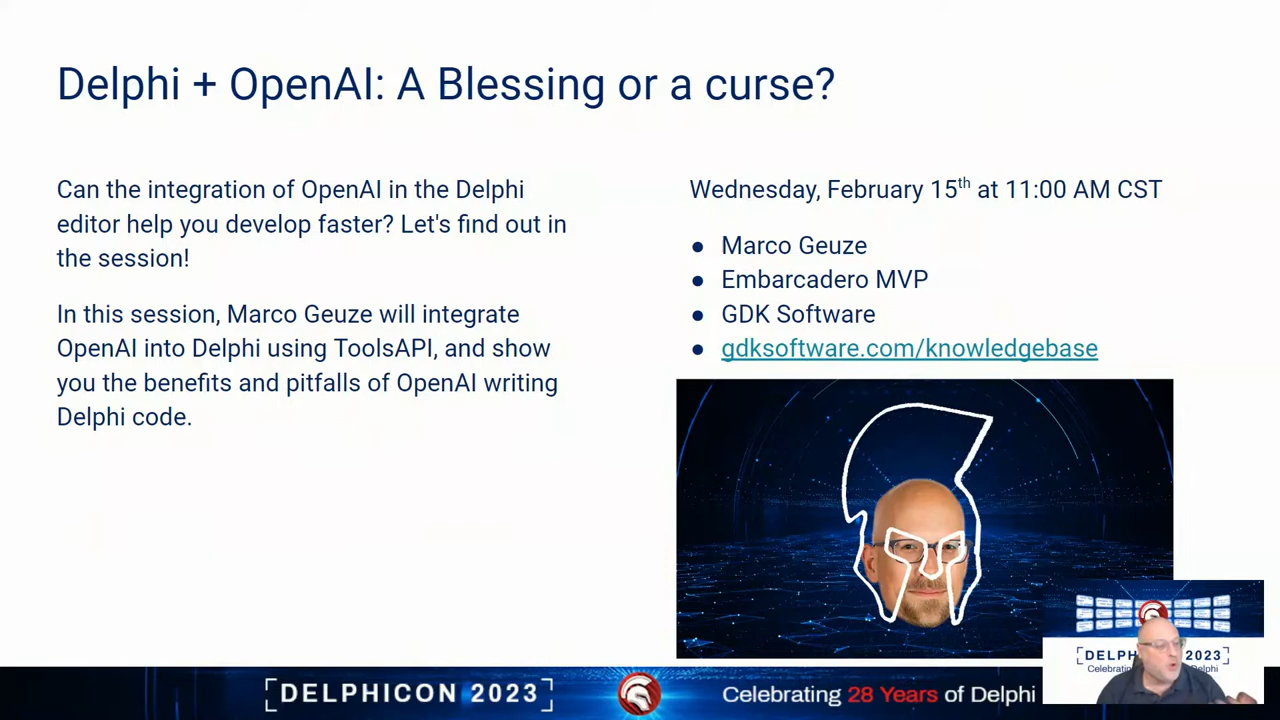 Delphi + OpenAI: A Blessing or a curse?
Can the integration of OpenAI in the Delphi
editor help you develop faster? Let's find out in
the session!
In this session, Marco Geuze will integrate
OpenAI into Delphi using ToolsAPI, and show
you the benefits and pitfalls of OpenAI writing
Delphi code.
Wednesday, February 15th at 11:00 AM CST
● Marco Geuze
● Embarcadero MVP
● GDK Software
● gdksoftware.com/knowledgebase
[DELPHICON 2023]
Celebrating 28 Years of Delphi
[DELPH 2023]
Celebrating Delphi